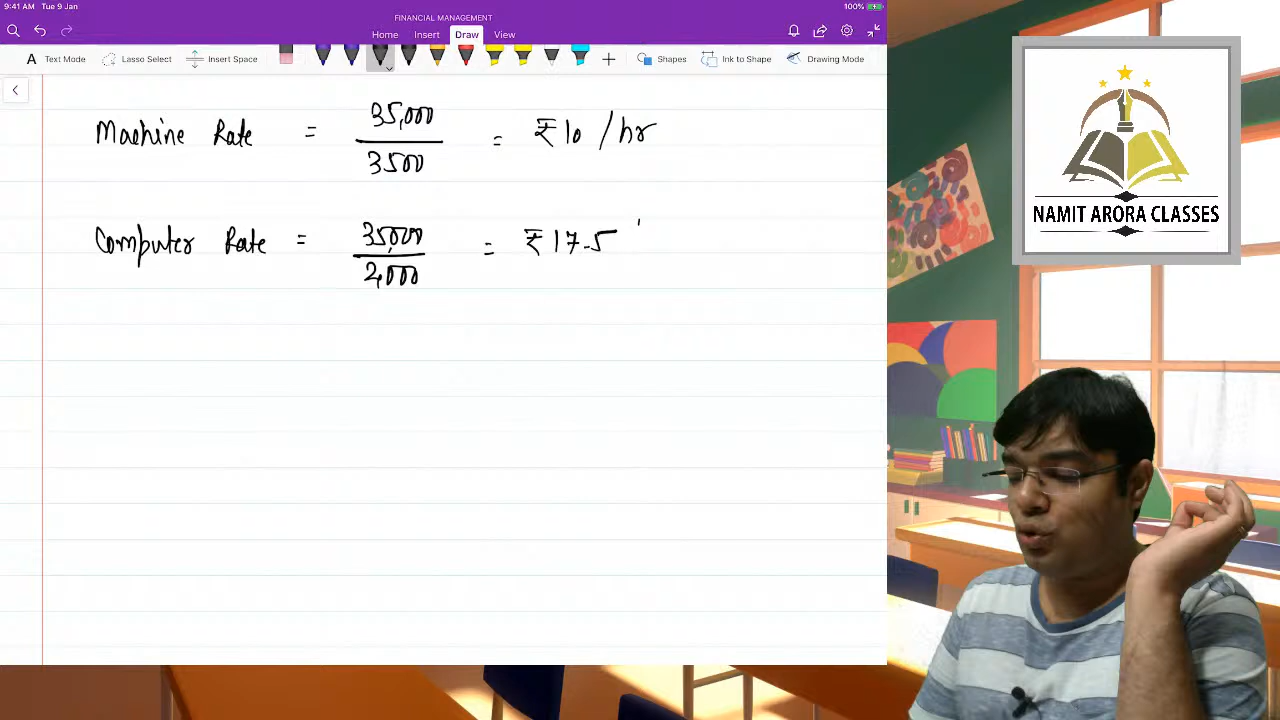 9:41 AM Tue 9 Jan
FINANCIAL MANAGEMENT
100%
Home Insert Draw View
A Text Mode Lasso Select Insert Space Shapes Ink to Shape Drawing Mode
Machine Rate = 35,000 / 3500 = ₹10 /hr
Computer Rate = 35,000 / 2,000 = ₹17.5
NAMIT ARORA CLASSES